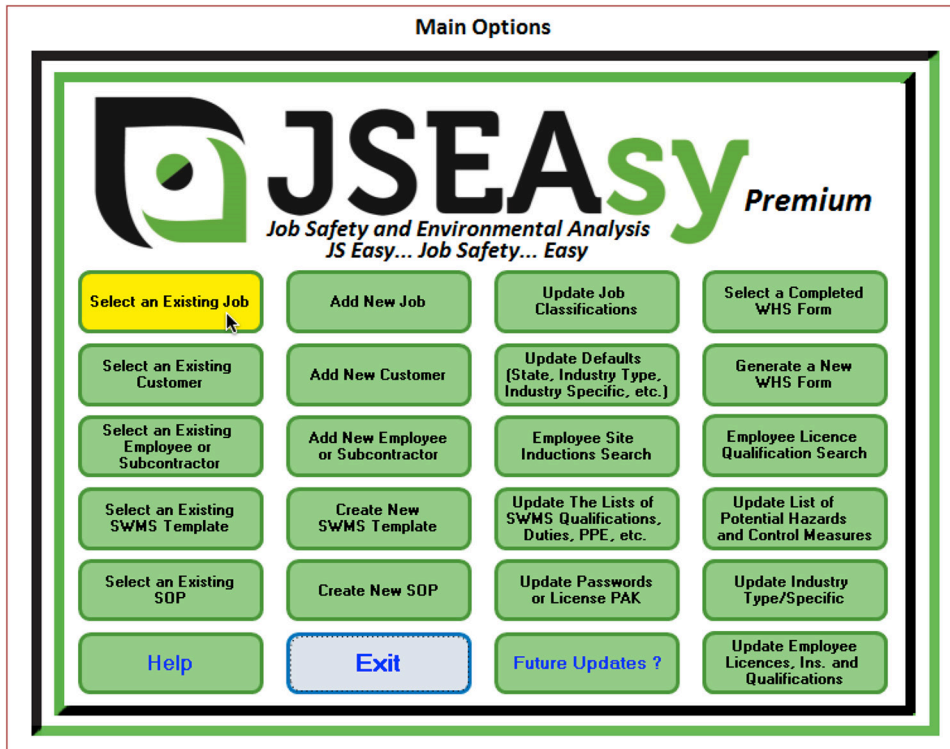 Main Options
JSEAsy
Premium
Job Safety and Environmental Analysis
JS Easy... Job Safety... Easy
Select an Existing Job
Add New Job
Update Job
Classifications
Select a Completed
WHS Form
Select an Existing
Customer
Add New Customer
Update Defaults
(State, Industry Type,
Industry Specific, etc.)
Generate a New
WHS Form
Select an Existing
Employee or
Subcontractor
Add New Employee
or Subcontractor
Employee Site
Inductions Search
Employee Licence
Qualification Search
Select an Existing
SWMS Template
Create New
SWMS Template
Update The Lists of
SWMS Qualifications,
Duties, PPE, etc.
Update List of
Potential Hazards
and Control Measures
Select an Existing
SOP
Create New SOP
Update Passwords
or License PAK
Update Industry
Type/Specific
Help
Exit
Future Updates ?
Update Employee
Licences, Ins. and
Qualifications